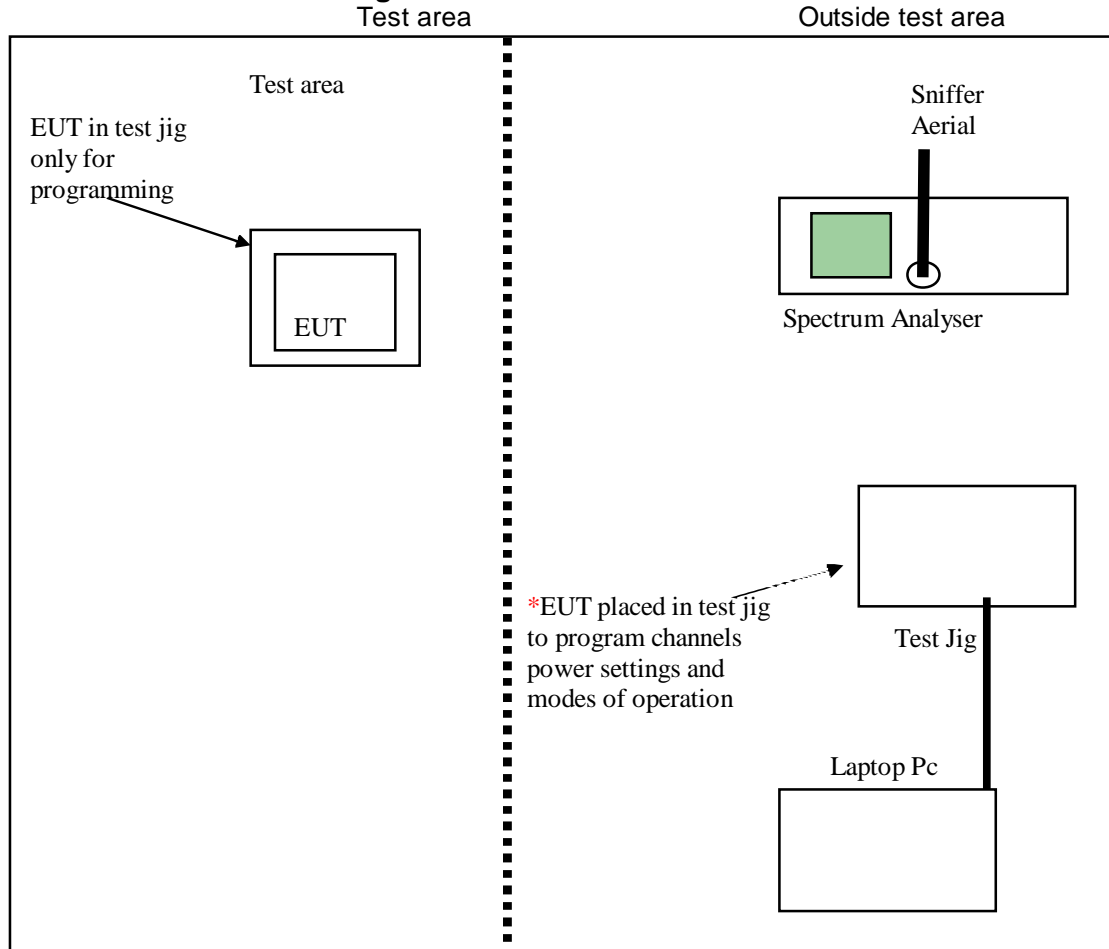 Test area
Outside test area
Test area
EUT in test jig
only for
programming
EUT
Sniffer
Aerial
Spectrum Analyser
*EUT placed in test jig
to program channels
power settings and
modes of operation
Test Jig
Laptop Pc